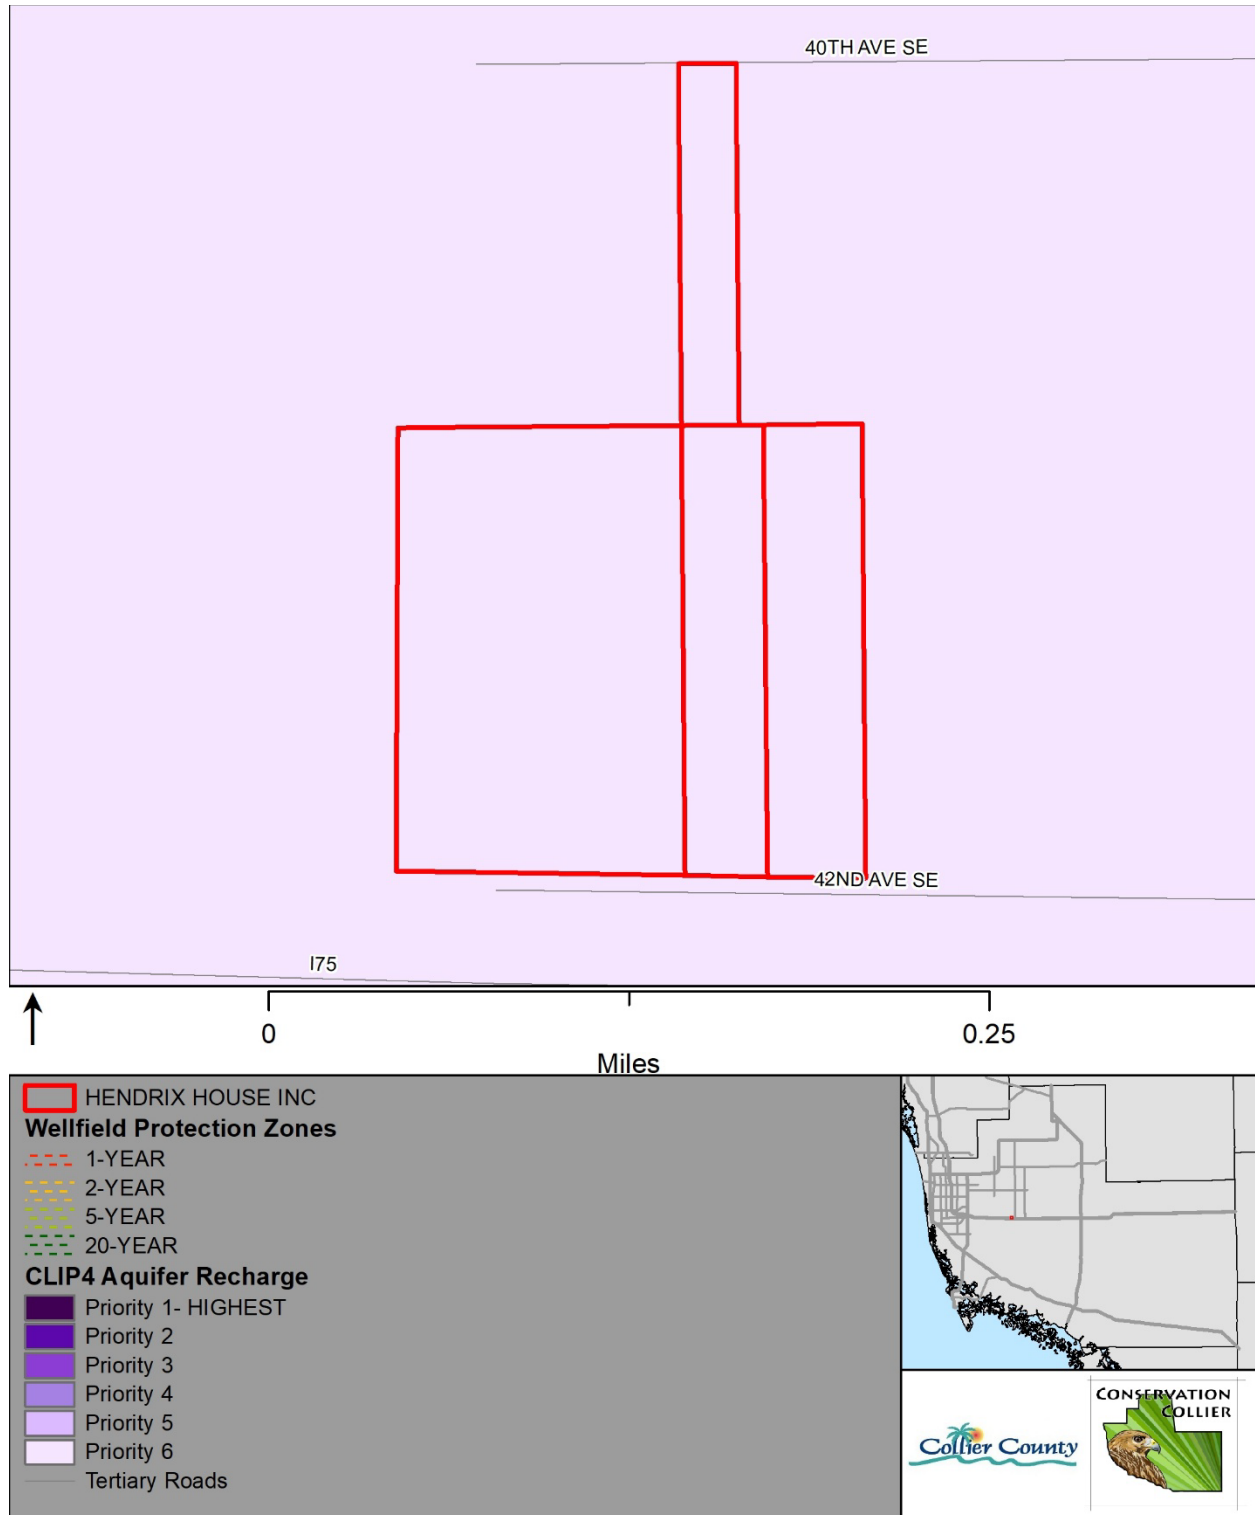 40TH AVE SE
42ND AVE SE
I75
0
0.25
Miles
HENDRIX HOUSE INC
Wellfield Protection Zones
1-YEAR
2-YEAR
5-YEAR
20-YEAR
CLIP4 Aquifer Recharge
Priority 1- HIGHEST
Priority 2
Priority 3
Priority 4
Priority 5
Priority 6
Tertiary Roads
Collier County
CONSERVATION
COLLIER